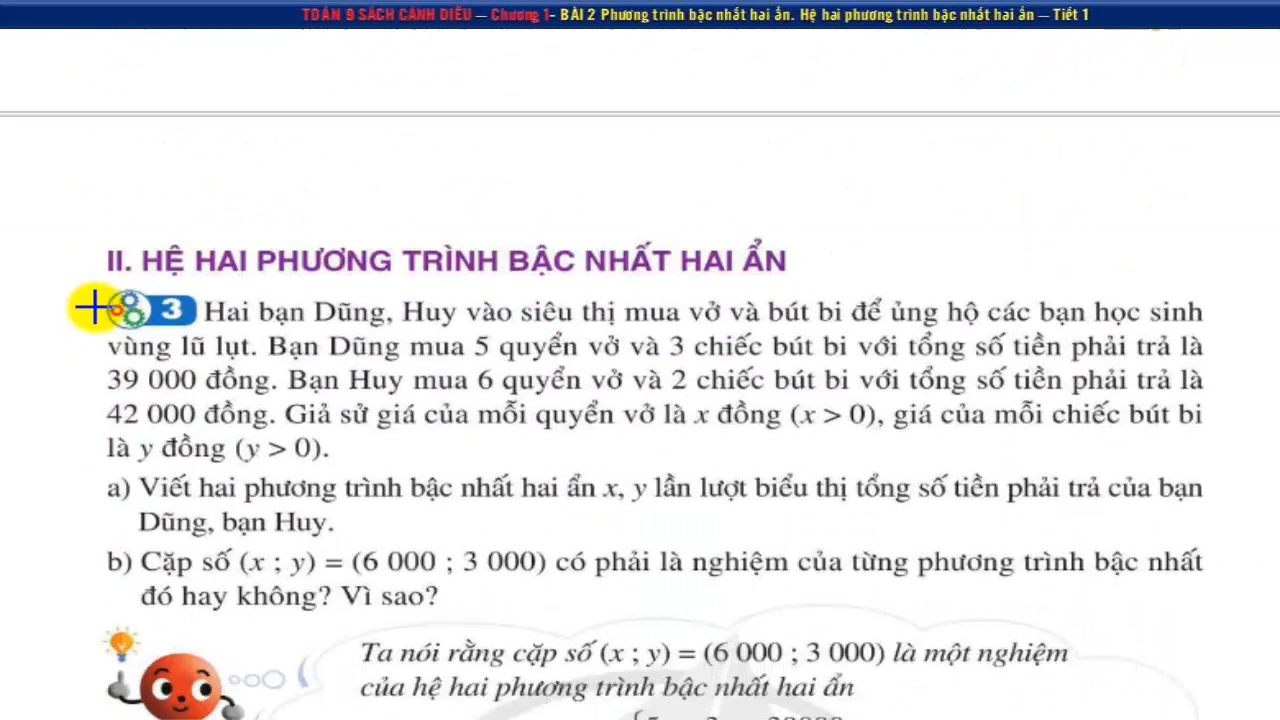 TOÁN 9 SÁCH CÁNH DIỀU – Chương 1- BÀI 2 Phương trình bậc nhất hai ẩn. Hệ hai phương trình bậc nhất hai ẩn – Tiết 1
II. HỆ HAI PHƯƠNG TRÌNH BẬC NHẤT HAI ẨN
3 Hai bạn Dũng, Huy vào siêu thị mua vở và bút bi để ủng hộ các bạn học sinh
vùng lũ lụt. Bạn Dũng mua 5 quyển vở và 3 chiếc bút bi với tổng số tiền phải trả là
39 000 đồng. Bạn Huy mua 6 quyển vở và 2 chiếc bút bi với tổng số tiền phải trả là
42 000 đồng. Giả sử giá của mỗi quyển vở là x đồng (x > 0), giá của mỗi chiếc bút bi
là y đồng (y > 0).
a) Viết hai phương trình bậc nhất hai ẩn x, y lần lượt biểu thị tổng số tiền phải trả của bạn
Dũng, bạn Huy.
b) Cặp số (x ; y) = (6 000 ; 3 000) có phải là nghiệm của từng phương trình bậc nhất
đó hay không? Vì sao?
Ta nói rằng cặp số (x ; y) = (6 000 ; 3 000) là một nghiệm
của hệ hai phương trình bậc nhất hai ẩn